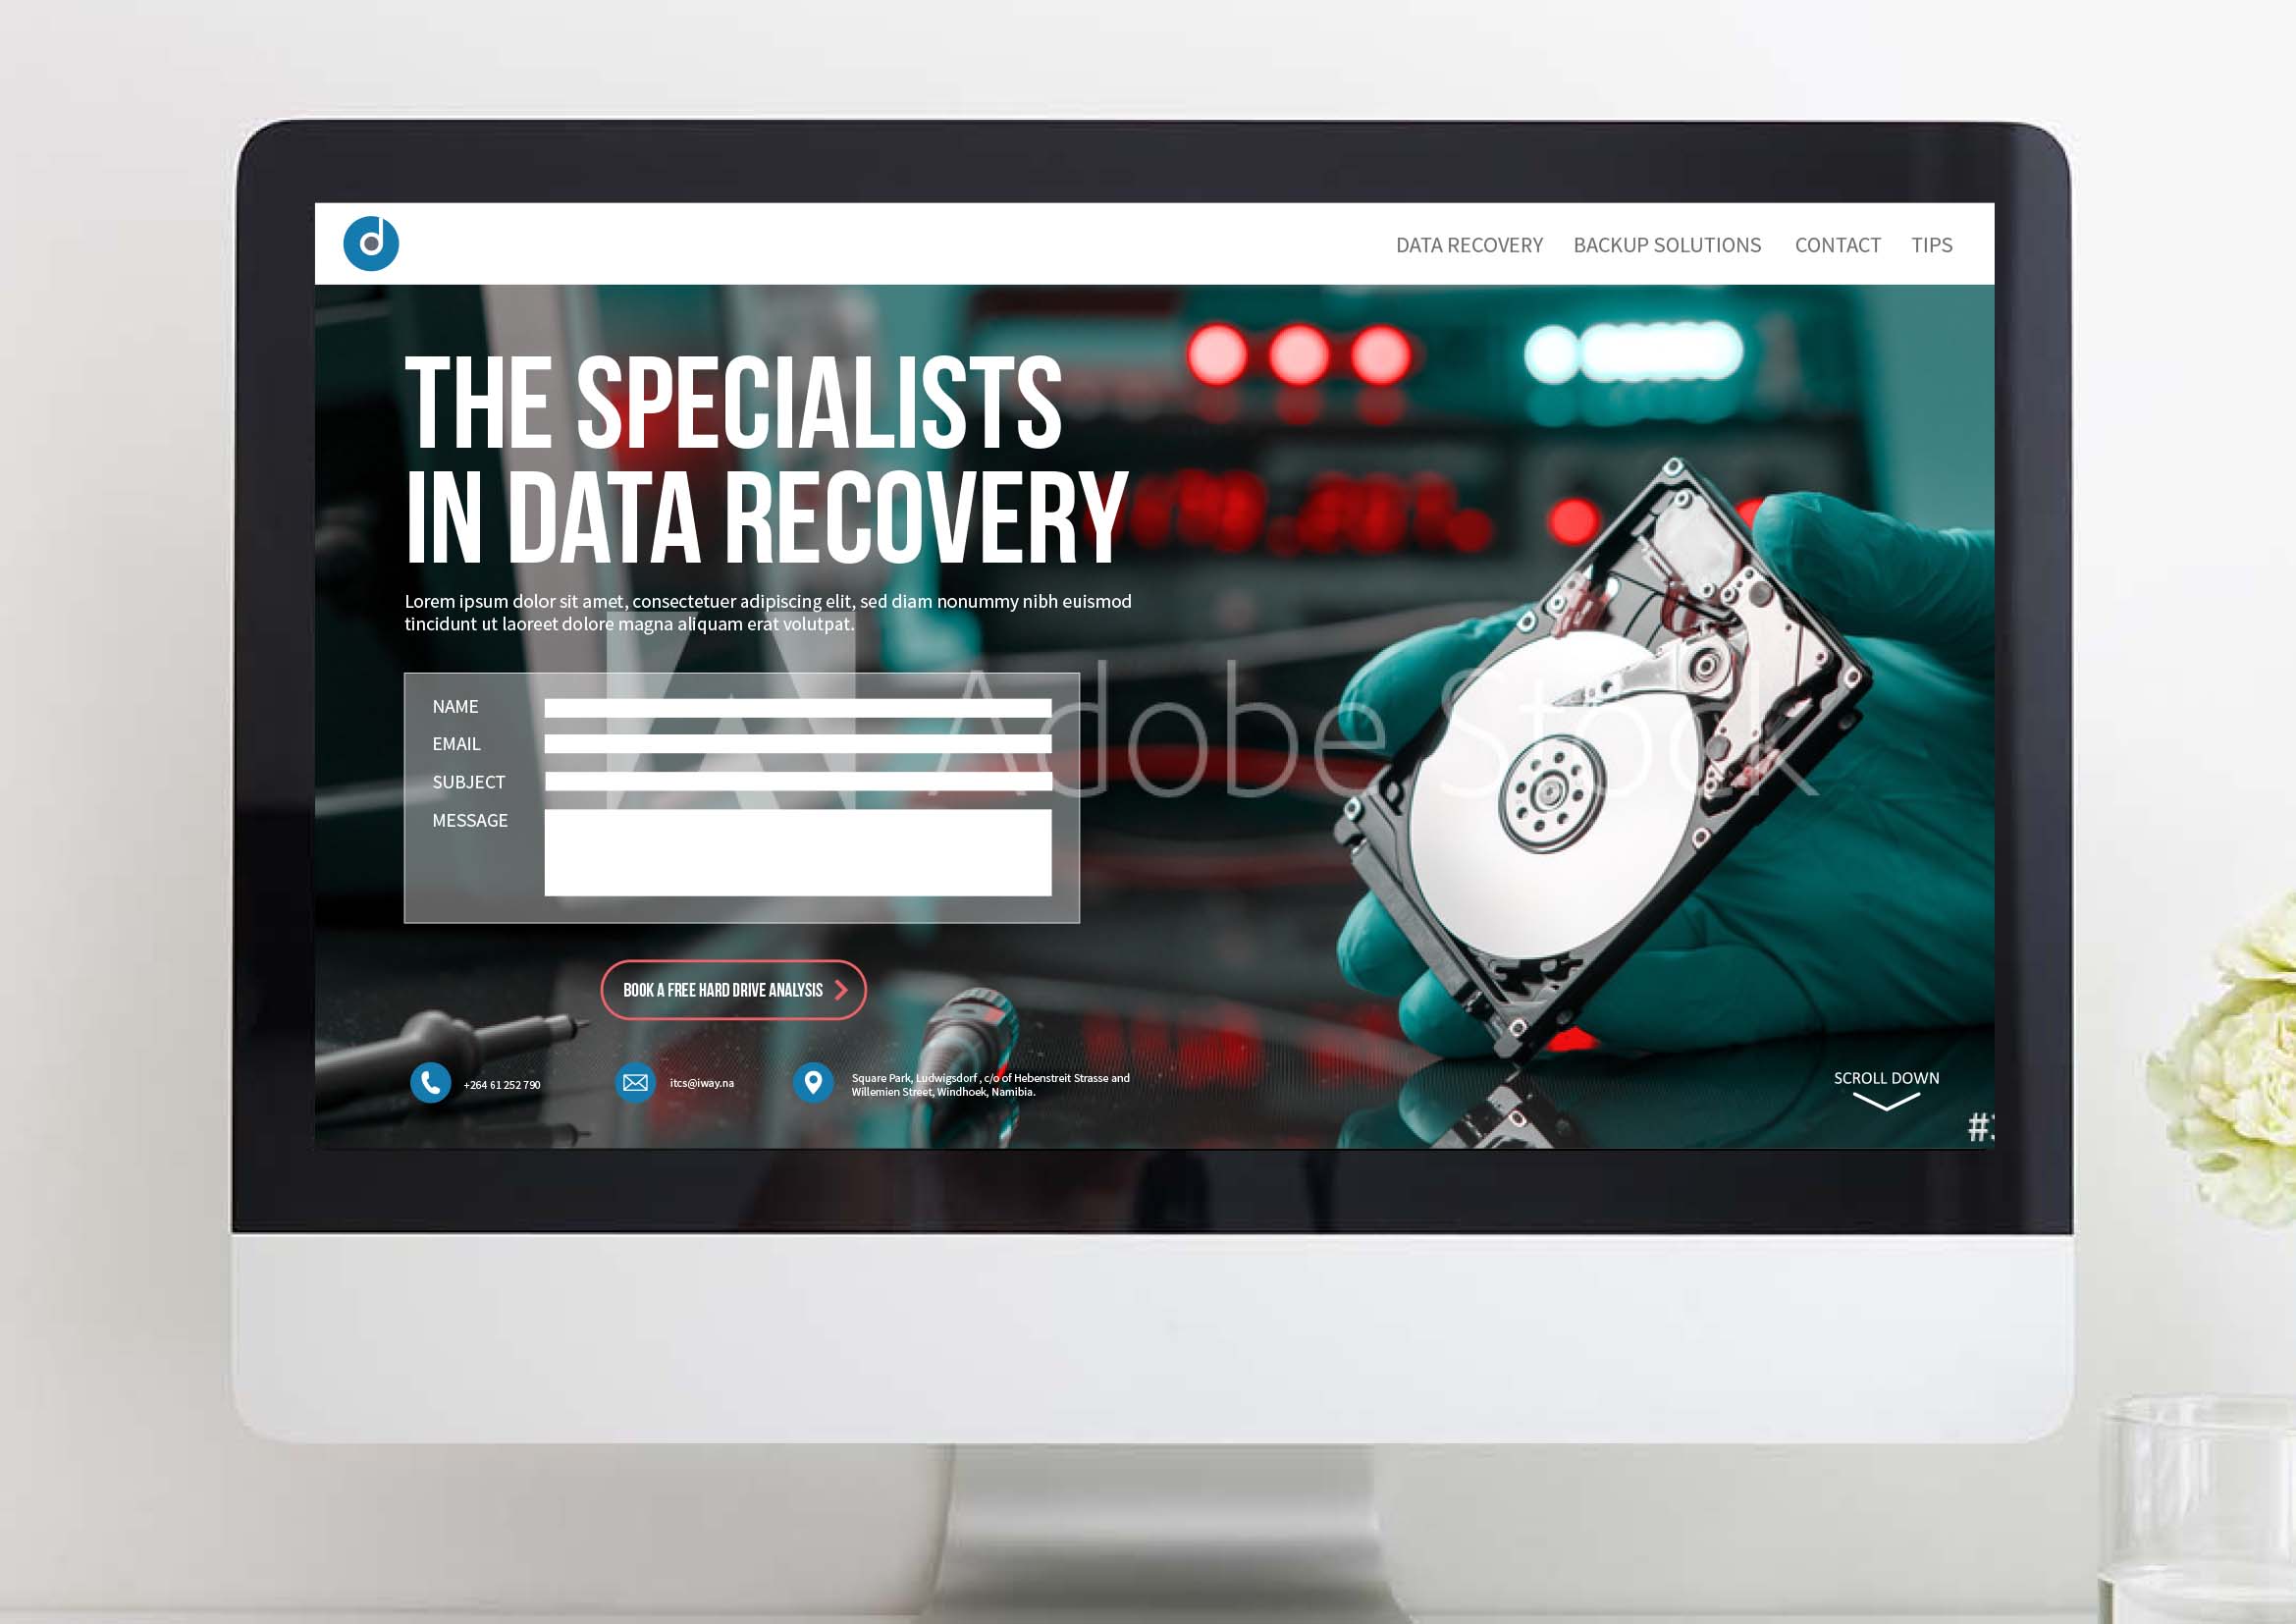 d
DATA RECOVERY BACKUP SOLUTIONS CONTACT TIPS
THE SPECIALISTS
IN DATA RECOVERY
Lorem ipsum dolor sit amet, consectetuer adipiscing elit, sed diam nonummy nibh euismod
tincidunt ut laoreet dolore magna aliquam erat volutpat.
NAME
EMAIL
SUBJECT
MESSAGE
Adobe Stock
BOOK A FREE HARD DRIVE ANALYSIS
+264 61 252 790
itcs@iway.na
Square Park, Ludwigsdorf , c/o of Hebenstreit Strasse and
Willemien Street, Windhoek, Namibia.
SCROLL DOWN